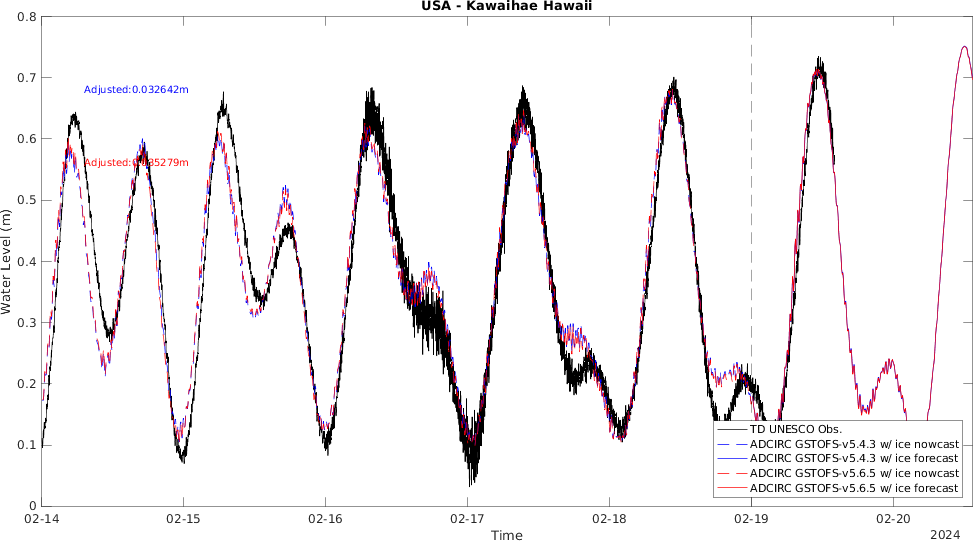 USA - Kawaihae Hawaii
0.8
0.7
0.6
0.5
0.4
0.3
0.2
0.1
0
Water Level (m)
Adjusted:0.032642m
Adjusted:0.035279m
TD UNESCO Obs.
ADCIRC GSTOFS-v5.4.3 w/ ice nowcast
ADCIRC GSTOFS-v5.4.3 w/ ice forecast
ADCIRC GSTOFS-v5.6.5 w/ ice nowcast
ADCIRC GSTOFS-v5.6.5 w/ ice forecast
02-14 02-15 02-16 02-17 02-18 02-19 02-20
Time
2024